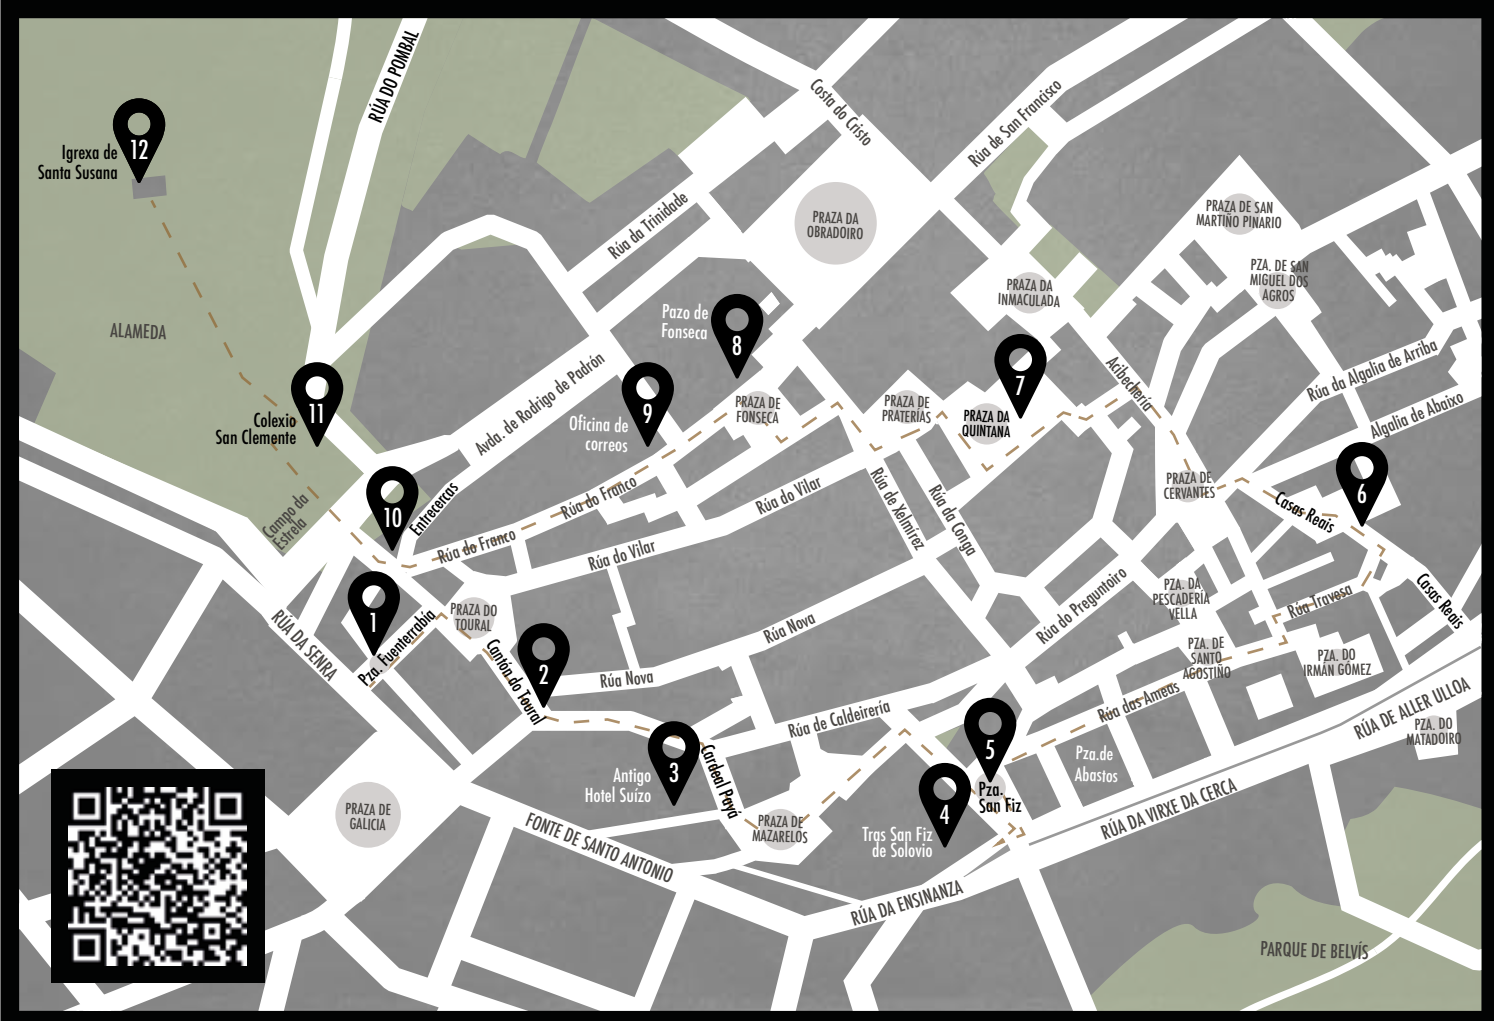 RÚA DO POMBAL
12
Igrexa de
Santa Susana
Costa do Cristo
Rúa de San Francisco
PRAZA DA
OBRADOIRO
Rúa da Trinidade
PRAZA DE SAN
MARTIÑO PINARIO
PZA. DE SAN
MIGUEL DOS
AGROS
PRAZA DA
INMACULADA
ALAMEDA
Pazo de
Fonseca
8
7
Acibechería
Rúa da Algalia de Arriba
Algalia de Abaixo
11
Colexio
San Clemente
Avda. de Rodrigo de Padrón
9
Oficina de
correos
PRAZA DE
FONSECA
PRAZA DE
PRATERÍAS
PRAZA DA
QUINTANA
PRAZA DE
CERVANTES
6
Casas Reais
Campo da
Estrela
10
Entrecercas
Rúa do Franco
Rúa do Franco
Rúa do Vilar
Rúa do Vilar
Rúa de Xelmírez
Rúa da Conga
Casas Reais
1
Pza. Fuenterrabia
PRAZA DO
TOURAL
RÚA DA SENRA
Cantón do Toural
2
Rúa Nova
Rúa Nova
Rúa do Preguntoiro
PZA. DA
PESCADERÍA
VELLA
Rúa Travesa
PZA. DE
SANTO
AGOSTIÑO
PZA. DO
IRMÁN GÓMEZ
Rúa das Ameas
Rúa de Caldeirería
RÚA DE ALLER ULLOA
PZA. DO
MATADOIRO
3
Antigo
Hotel Suízo
Cardeal Payá
5
Pza.
San Fiz
Pza.de
Abastos
4
Tras San Fiz
de Solovio
PRAZA DE
GALICIA
PRAZA DE
MAZARELOS
FONTE DE SANTO ANTONIO
RÚA DA VIRXE DA CERCA
RÚA DA ENSINANZA
PARQUE DE BELVÍS